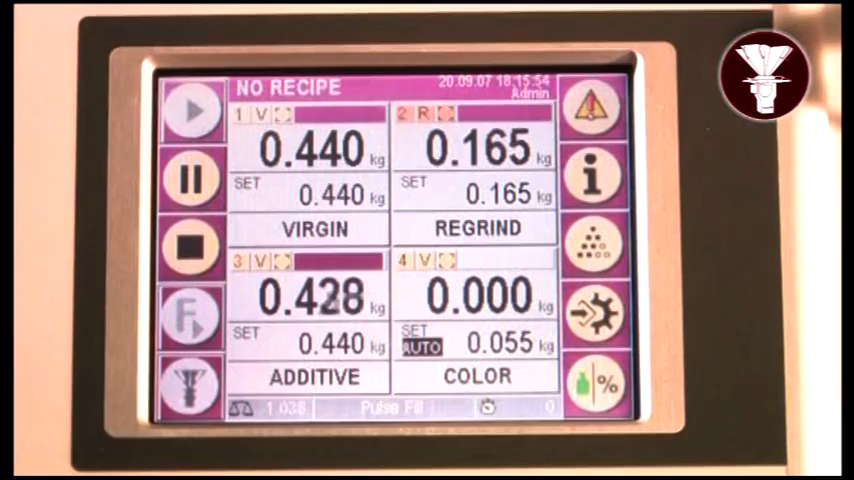 NO RECIPE 20.09.07 18:15:54
Admin
1 V
0.440 kg
SET 0.440 kg
VIRGIN
2 R
0.165 kg
SET 0.165 kg
REGRIND
3 V
0.428 kg
SET 0.440 kg
ADDITIVE
4 V
0.000 kg
SET
AUTO 0.055 kg
COLOR
F
i
%
1 038 Pulse Fill 0